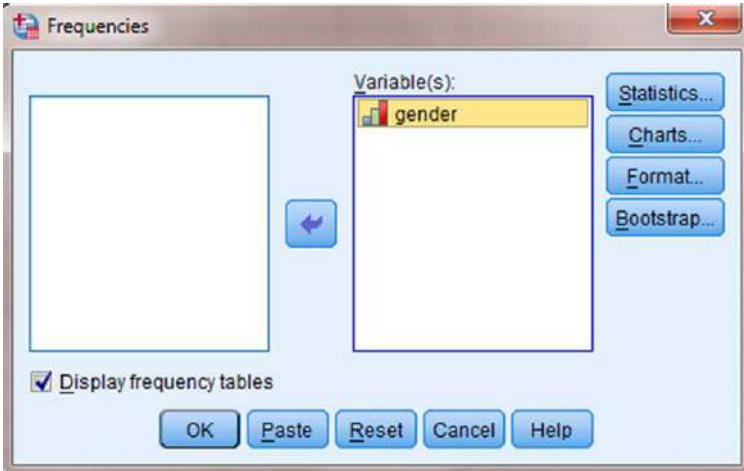 Frequencies
Variable(s):
gender
Statistics...
Charts...
Format...
Bootstrap...
Display frequency tables
OK Paste Reset Cancel Help